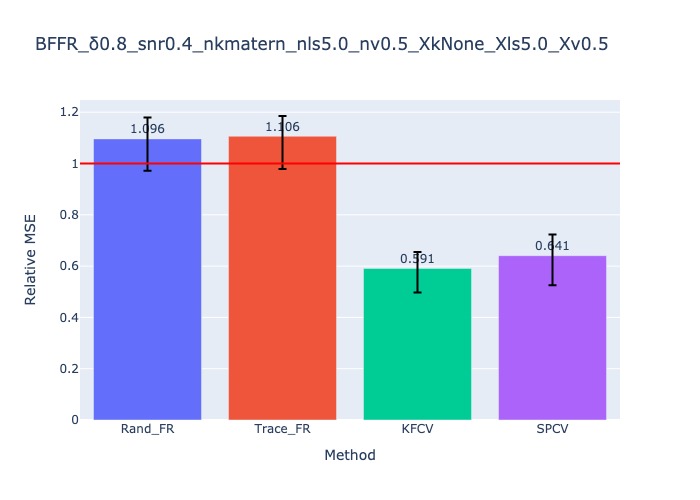 BFFR_δ0.8_snr0.4_nkmatern_nls5.0_nv0.5_XkNone_Xls5.0_Xv0.5
1.2
1
0.8
0.6
0.4
0.2
0
Relative MSE
1.096
1.106
0.591
0.641
Rand_FR
Trace_FR
KFCV
SPCV
Method